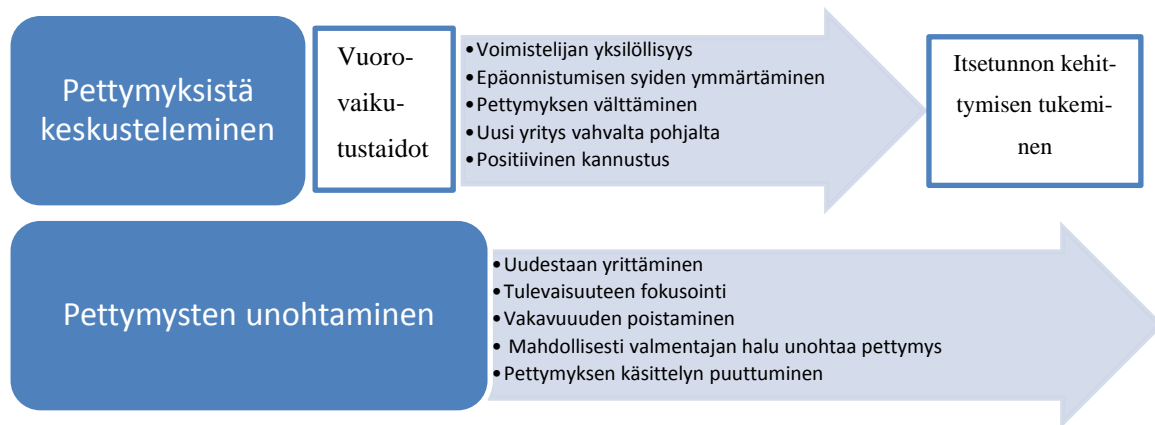 Pettymyksistä
keskusteleminen
Vuoro-
vaiku-
tustaidot
•Voimistelijan yksilöllisyys
•Epäonnistumisen syiden ymmärtäminen
•Pettymyksen välttäminen
•Uusi yritys vahvalta pohjalta
•Positiivinen kannustus
Itsetunnon kehit-
tymisen tukemi-
nen
Pettymysten unohtaminen
•Uudestaan yrittäminen
•Tulevaisuuteen fokusointi
•Vakavuuuden poistaminen
• Mahdollisesti valmentajan halu unohtaa pettymys
•Pettymyksen käsittelyn puuttuminen